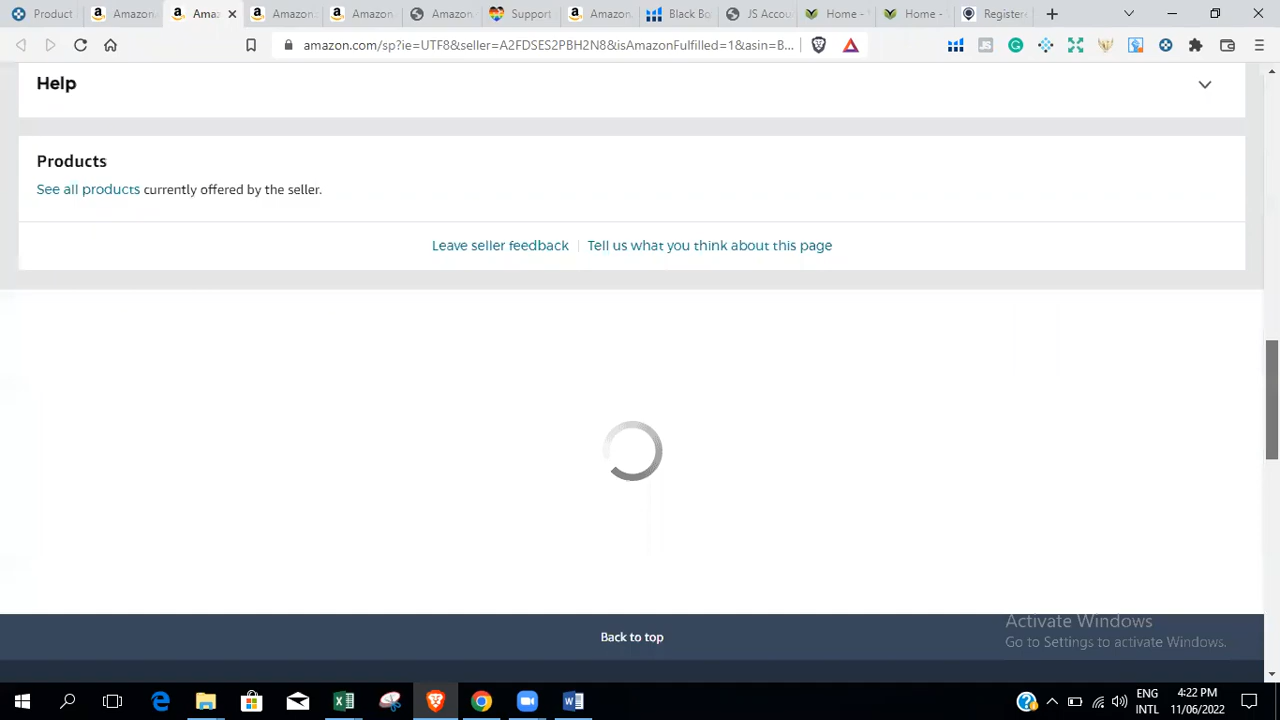 Product
Amazon
Amaz
Amazon
Amazon
Amazon
Support
Amazon
Black Bo
JS Accou
Home -
Home -
Registere
amazon.com/sp?ie=UTF8&seller=A2FDSES2PBH2N8&isAmazonFulfilled=1&asin=B...
JS
Help
Products
See all products currently offered by the seller.
Leave seller feedback | Tell us what you think about this page
Back to top
Activate Windows
Go to Settings to activate Windows.
ENG
INTL
4:22 PM
11/06/2022